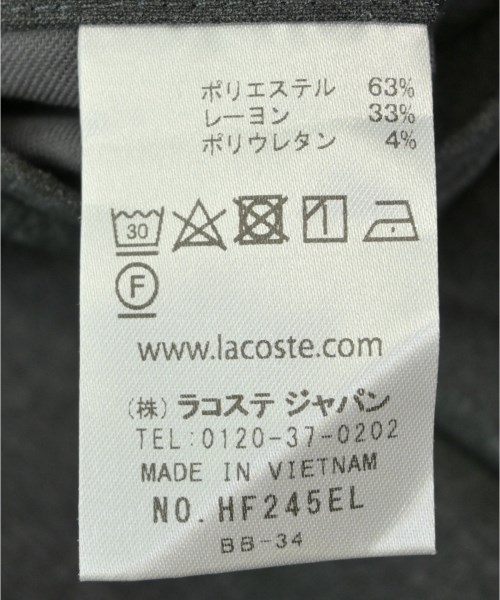 ポリエステル 63%
レーヨン 33%
ポリウレタン 4%
30
F
www.lacoste.com
(株) ラコステ ジャパン
TEL:0120-37-0202
MADE IN VIETNAM
NO.HF245EL
BB-34